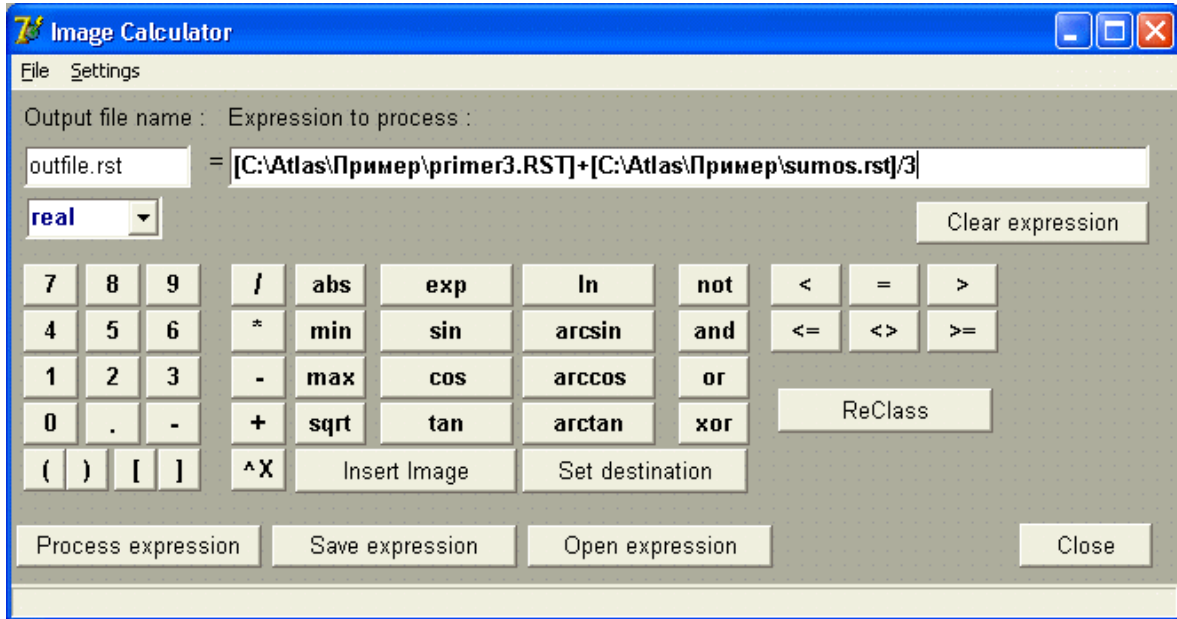 Image Calculator
File Settings
Output file name : Expression to process :
outfile.rst = [C:\Atlas\Пример\primer3.RST]+[C:\Atlas\Пример\sumos.rst]/3
real Clear expression
7 8 9 / abs exp ln not < = >
4 5 6 * min sin arcsin and <= <> >=
1 2 3 - max cos arccos or
0 . - + sqrt tan arctan xor ReClass
( ) [ ] ^X Insert Image Set destination
Process expression Save expression Open expression Close